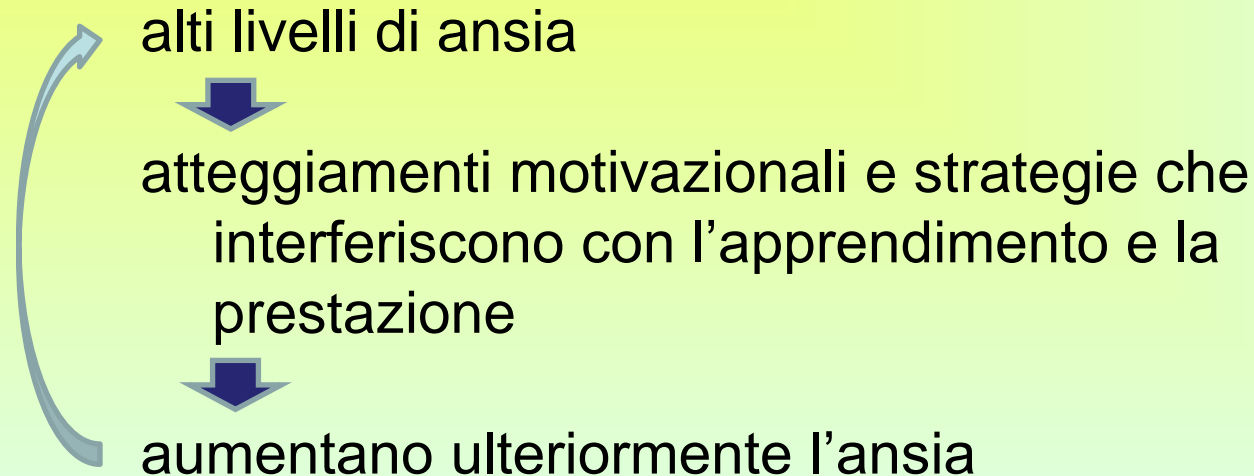 alti livelli di ansia
atteggiamenti motivazionali e strategie che
interferiscono con l’apprendimento e la
prestazione
aumentano ulteriormente l’ansia